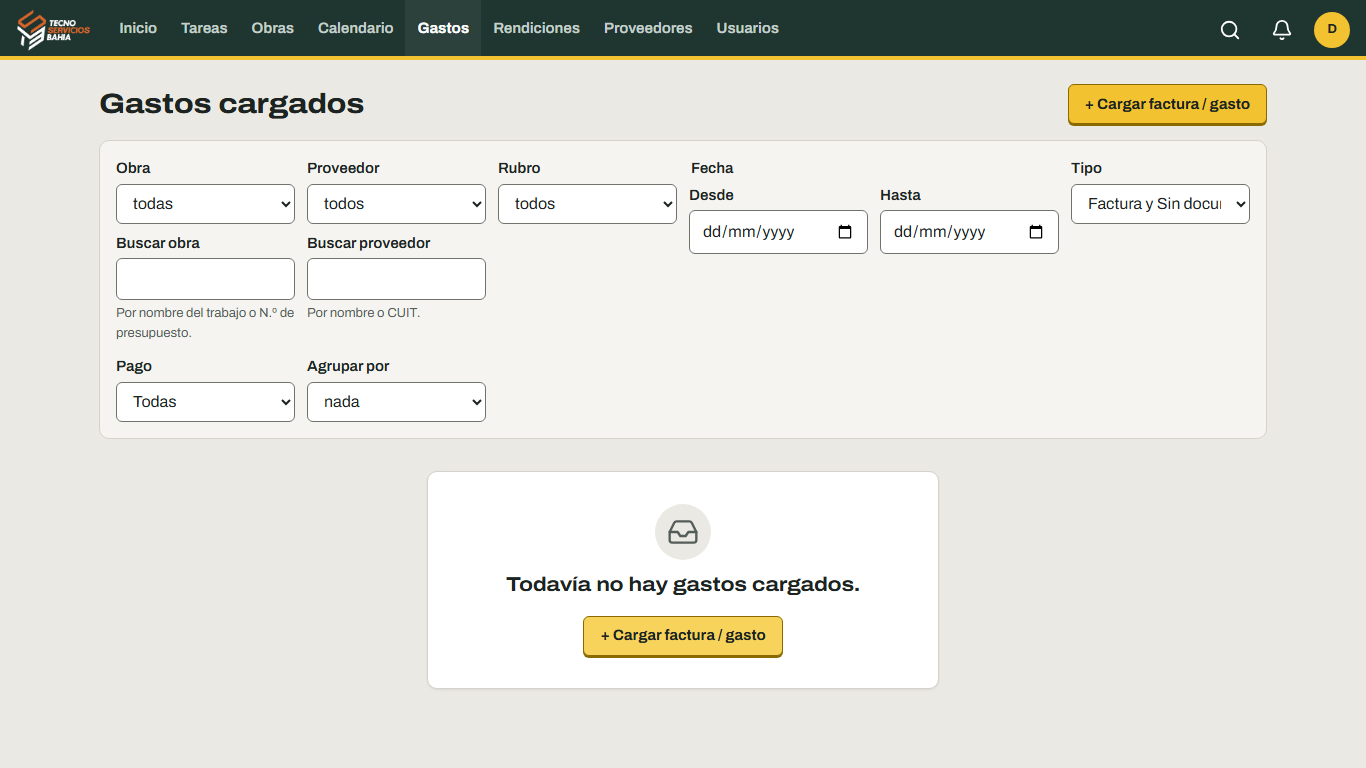 TECNO
SERVICIOS
BAHIA
Inicio Tareas Obras Calendario Gastos Rendiciones Proveedores Usuarios
D
Gastos cargados
+ Cargar factura / gasto
Obra Proveedor Rubro Fecha Tipo
Desde Hasta
todas todos todos dd/mm/yyyy dd/mm/yyyy Factura y Sin docu
Buscar obra Buscar proveedor
Por nombre del trabajo o N.º de presupuesto.
Por nombre o CUIT.
Pago Agrupar por
Todas nada
Todavía no hay gastos cargados.
+ Cargar factura / gasto